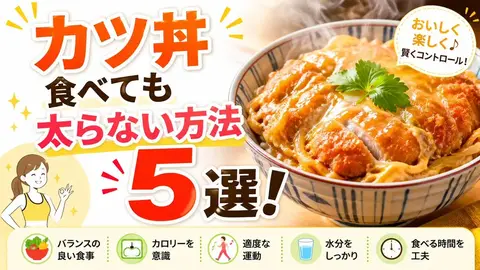 カツ丼
食べても
太らない方法
5選!
おいしく
楽しく♪
賢くコントロール!
バランスの
良い食事
カロリーを
意識
適度な
運動
水分を
しっかり
食べる時間を
工夫